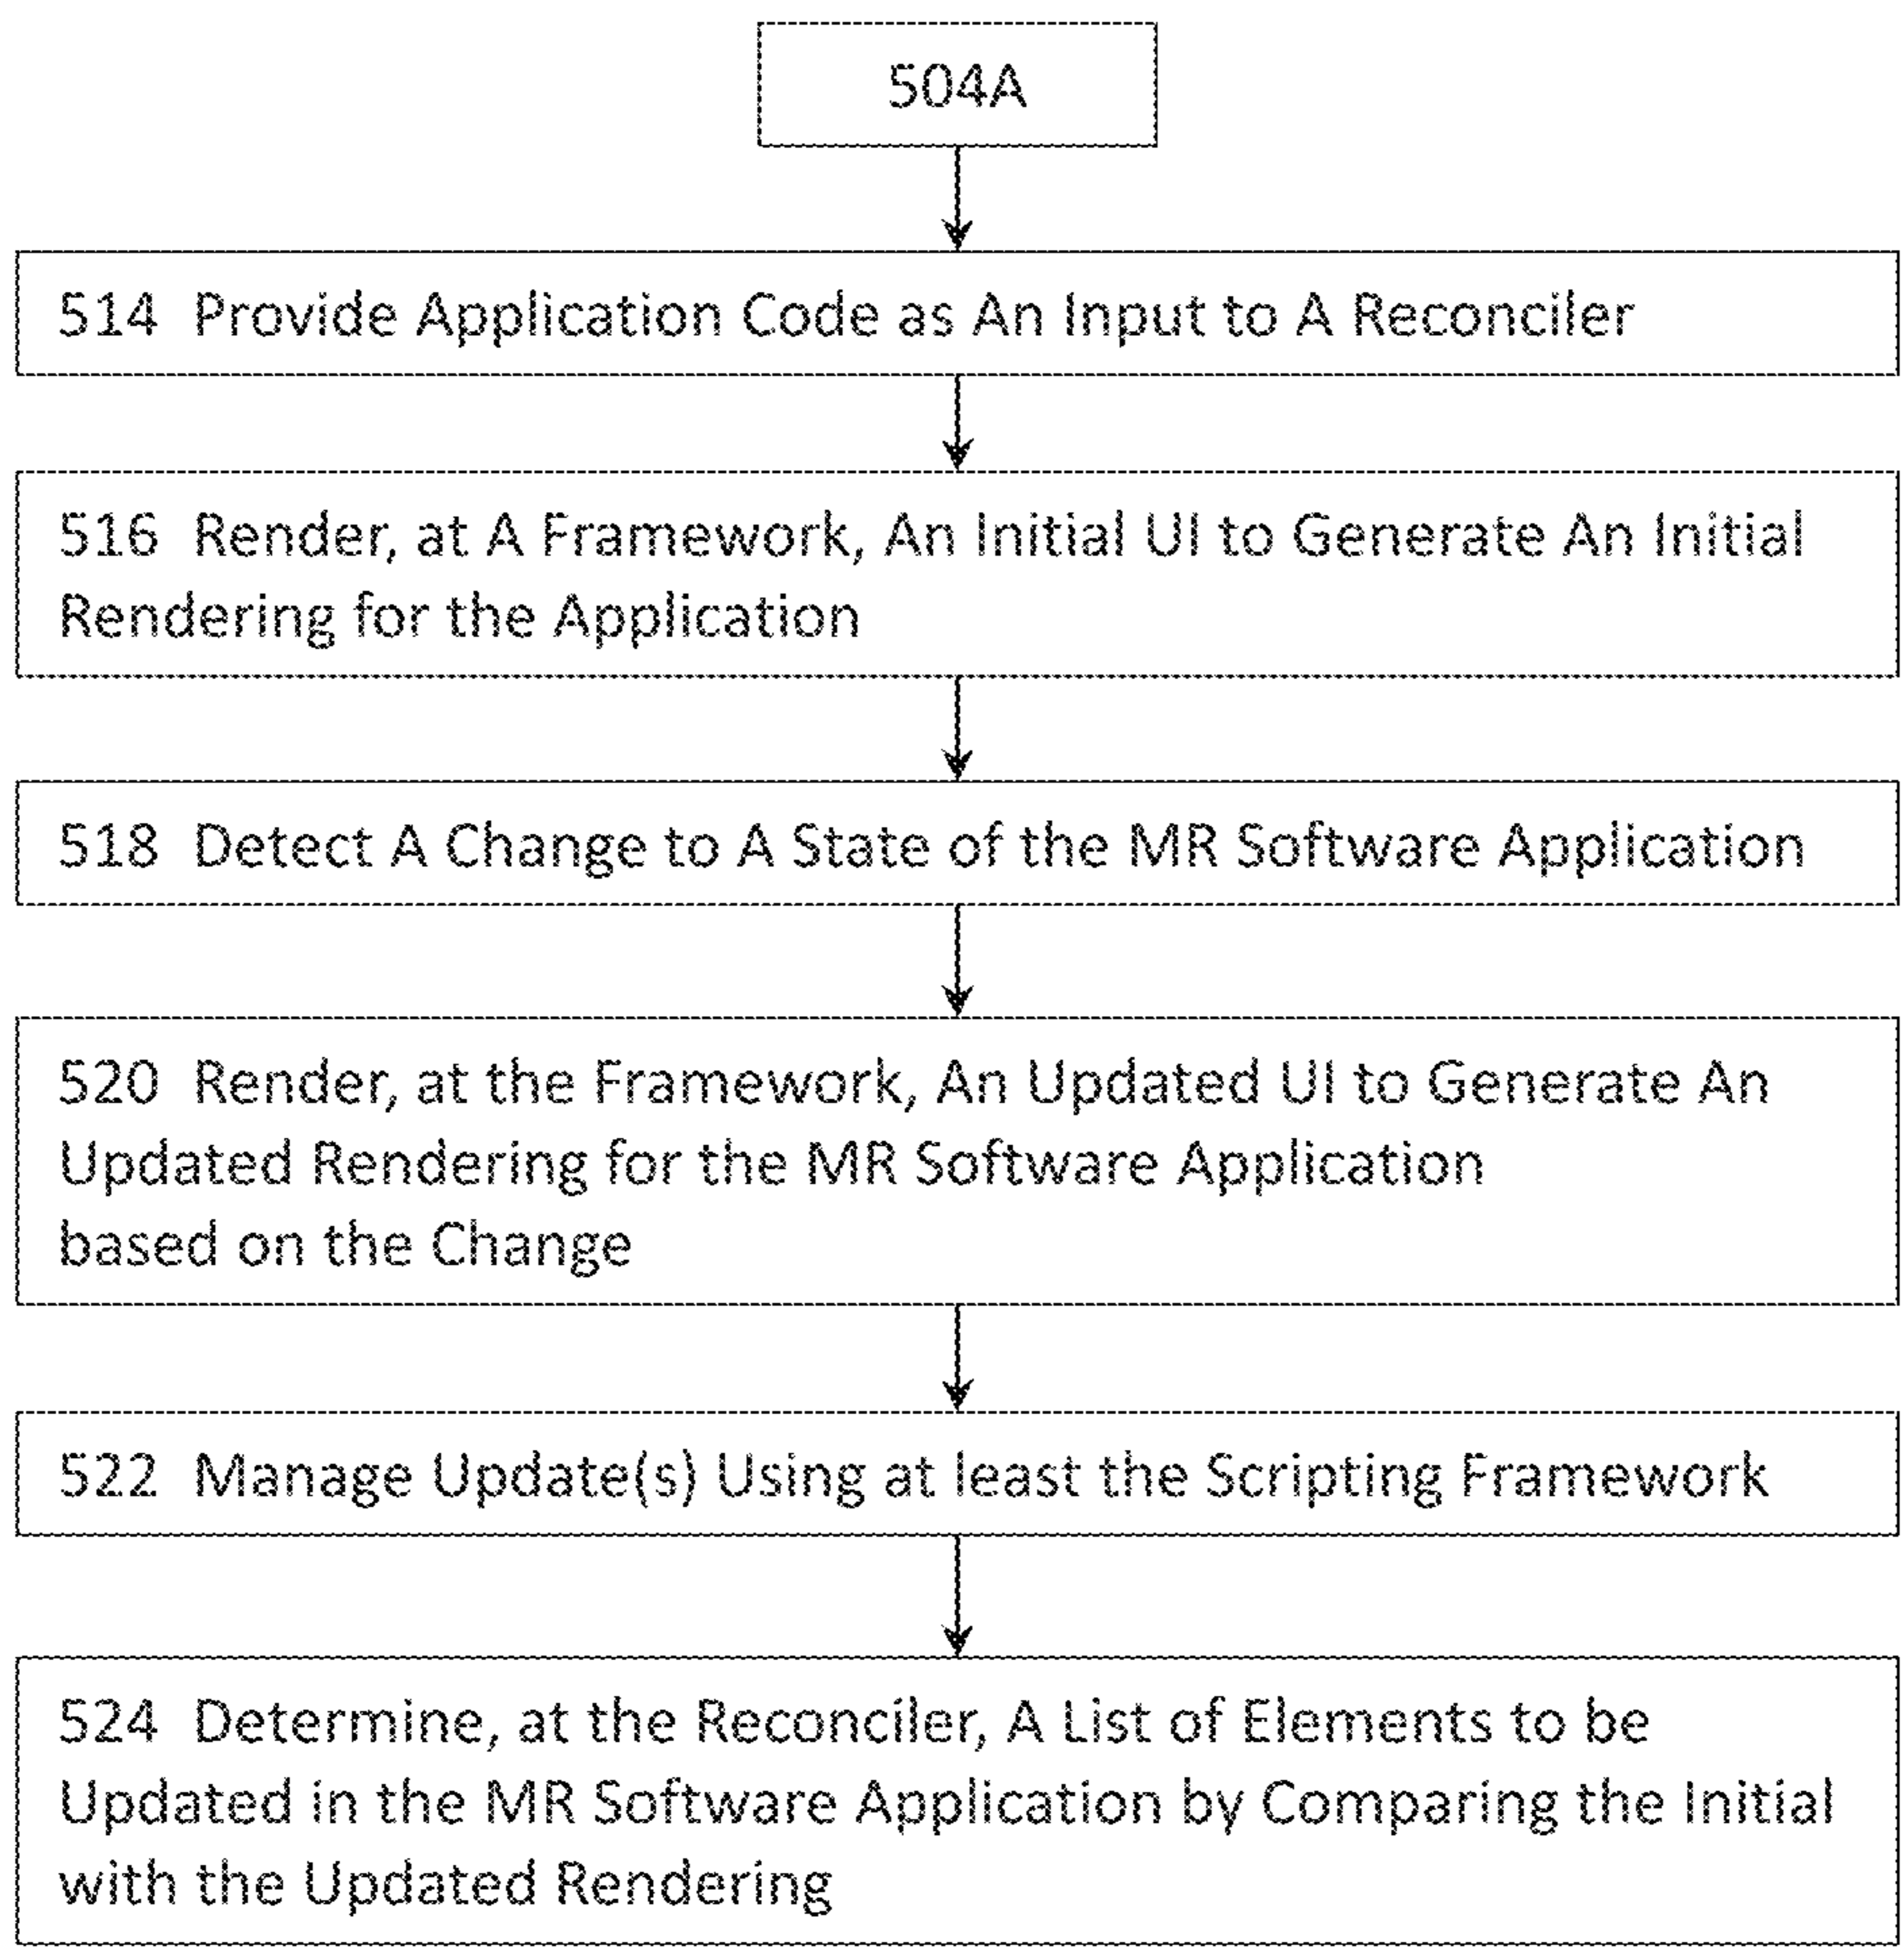 504A
514 Provide Application Code as An Input to A Reconciler
516 Render, at A Framework, An Initial UI to Generate An Initial
Rendering for the Application
518 Detect A Change to A State of the MR Software Application
520 Render, at the Framework, An Updated UI to Generate An
Updated Rendering for the MR Software Application
based on the Change
522 Manage Update(s) Using at least the Scripting Framework
524 Determine, at the Reconciler, A List of Elements to be
Updated in the MR Software Application by Comparing the Initial
with the Updated Rendering